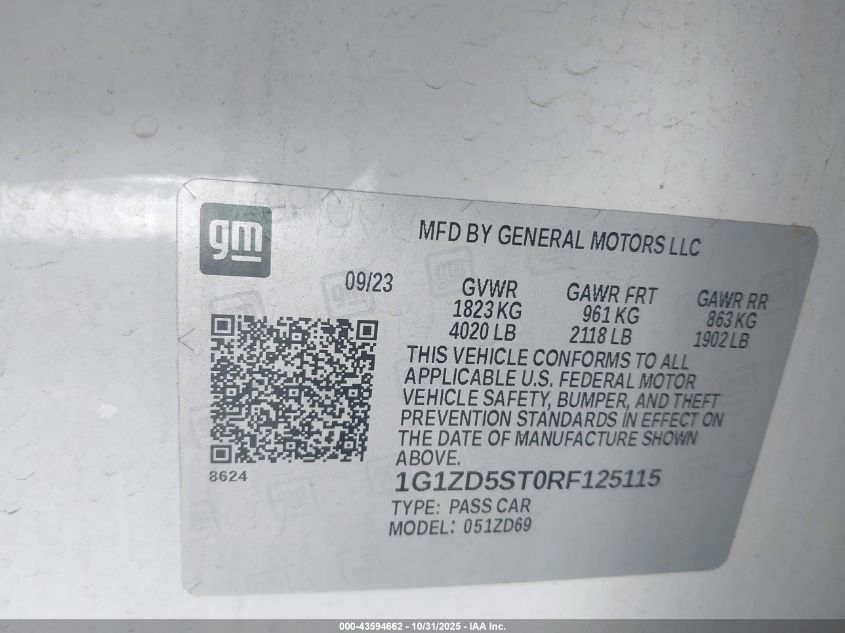 gm
MFD BY GENERAL MOTORS LLC
09/23
GVWR GAWR FRT GAWR RR
1823 KG 961 KG 863 KG
4020 LB 2118 LB 1902 LB
THIS VEHICLE CONFORMS TO ALL
APPLICABLE U.S. FEDERAL MOTOR
VEHICLE SAFETY, BUMPER, AND THEFT
PREVENTION STANDARDS IN EFFECT ON
THE DATE OF MANUFACTURE SHOWN
ABOVE.
8624
1G1ZD5ST0RF125115
TYPE: PASS CAR
MODEL: 051ZD69
000-43594662 - 10/31/2025 - IAA Inc.